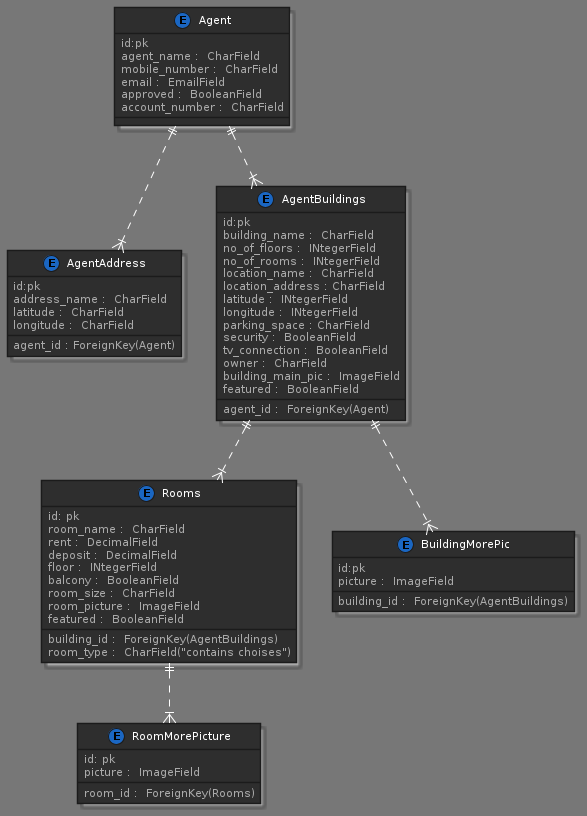 E Agent
id:pk
agent_name : CharField
mobile_number : CharField
email : EmailField
approved : BooleanField
account_number : CharField
E AgentBuildings
id:pk
building_name : CharField
no_of_floors : INtegerField
no_of_rooms : INtegerField
location_name : CharField
location_address : CharField
latitude : INtegerField
longitude : INtegerField
parking_space : CharField
security : BooleanField
tv_connection : BooleanField
owner : CharField
building_main_pic : ImageField
featured : BooleanField
agent_id : ForeignKey(Agent)
E AgentAddress
id:pk
address_name : CharField
latitude : CharField
longitude : CharField
agent_id : ForeignKey(Agent)
E Rooms
id: pk
room_name : CharField
rent : DecimalField
deposit : DecimalField
floor : INtegerField
balcony : BooleanField
room_size : CharField
room_picture : ImageField
featured : BooleanField
building_id : ForeignKey(AgentBuildings)
room_type : CharField("contains choises")
E BuildingMorePic
id:pk
picture : ImageField
building_id : ForeignKey(AgentBuildings)
E RoomMorePicture
id: pk
picture : ImageField
room_id : ForeignKey(Rooms)